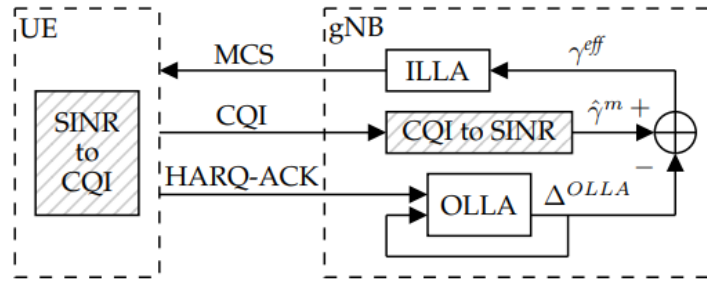 UE
gNB
MCS
ILLA
γ^{eff}
SINR
to
CQI
CQI
CQI to SINR
γ̂^m +
−
HARQ-ACK
OLLA
Δ^{OLLA}